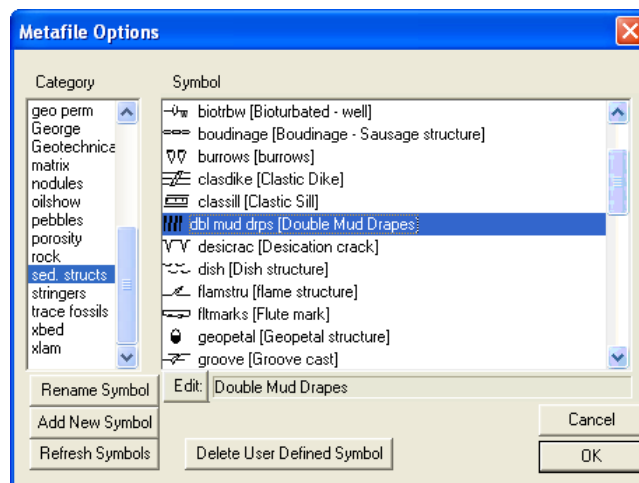 Metafile Options
Category
Symbol
geo perm
George
Geotechnica
matrix
nodules
oilshow
pebbles
porosity
rock
sed. structs
stringers
trace fossils
xbed
xlam
biotrbw [Bioturbated - well]
boudinage [Boudinage - Sausage structure]
burrows [burrows]
clasdike [Clastic Dike]
classill [Clastic Sill]
dbl mud drps [Double Mud Drapes]
desicrac [Desication crack]
dish [Dish structure]
flamstru [flame structure]
fltmarks [Flute mark]
geopetal [Geopetal structure]
groove [Groove cast]
Rename Symbol
Edit:
Double Mud Drapes
Add New Symbol
Cancel
Refresh Symbols
Delete User Defined Symbol
OK